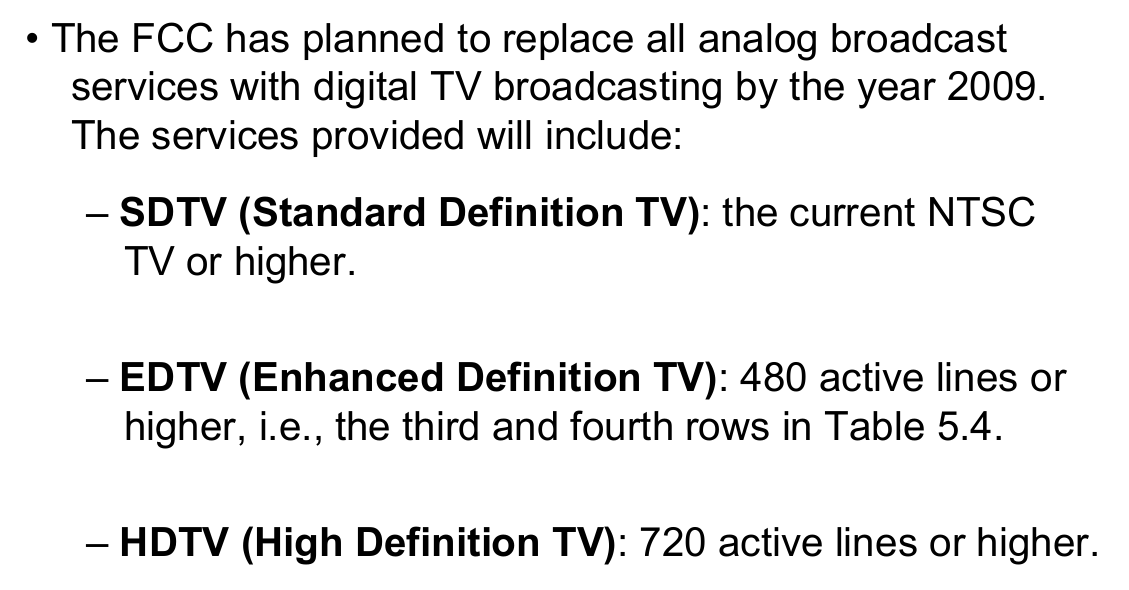 • The FCC has planned to replace all analog broadcast
services with digital TV broadcasting by the year 2009.
The services provided will include:
– SDTV (Standard Definition TV): the current NTSC
TV or higher.
– EDTV (Enhanced Definition TV): 480 active lines or
higher, i.e., the third and fourth rows in Table 5.4.
– HDTV (High Definition TV): 720 active lines or higher.